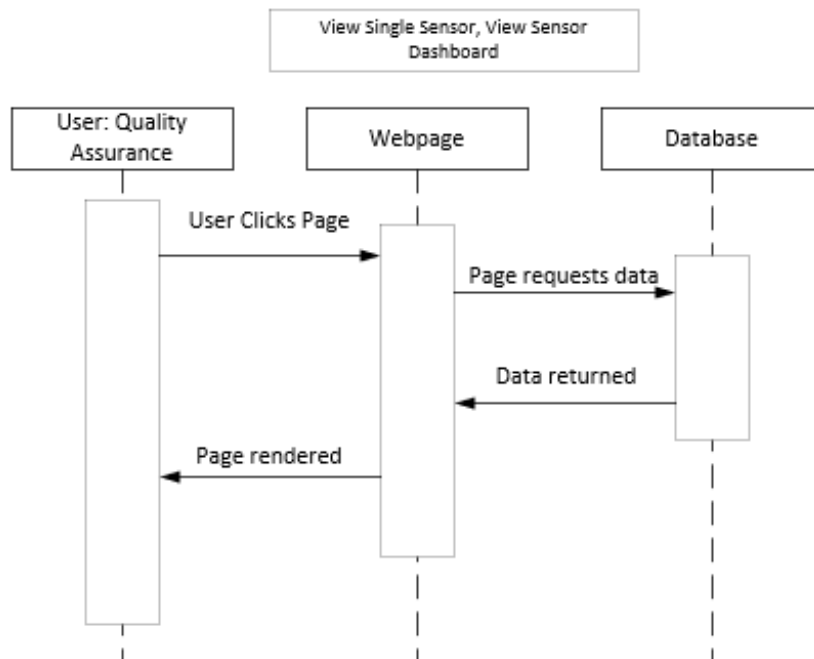 View Single Sensor, View Sensor
Dashboard
User: Quality
Assurance
Webpage
Database
User Clicks Page
Page requests data
Data returned
Page rendered